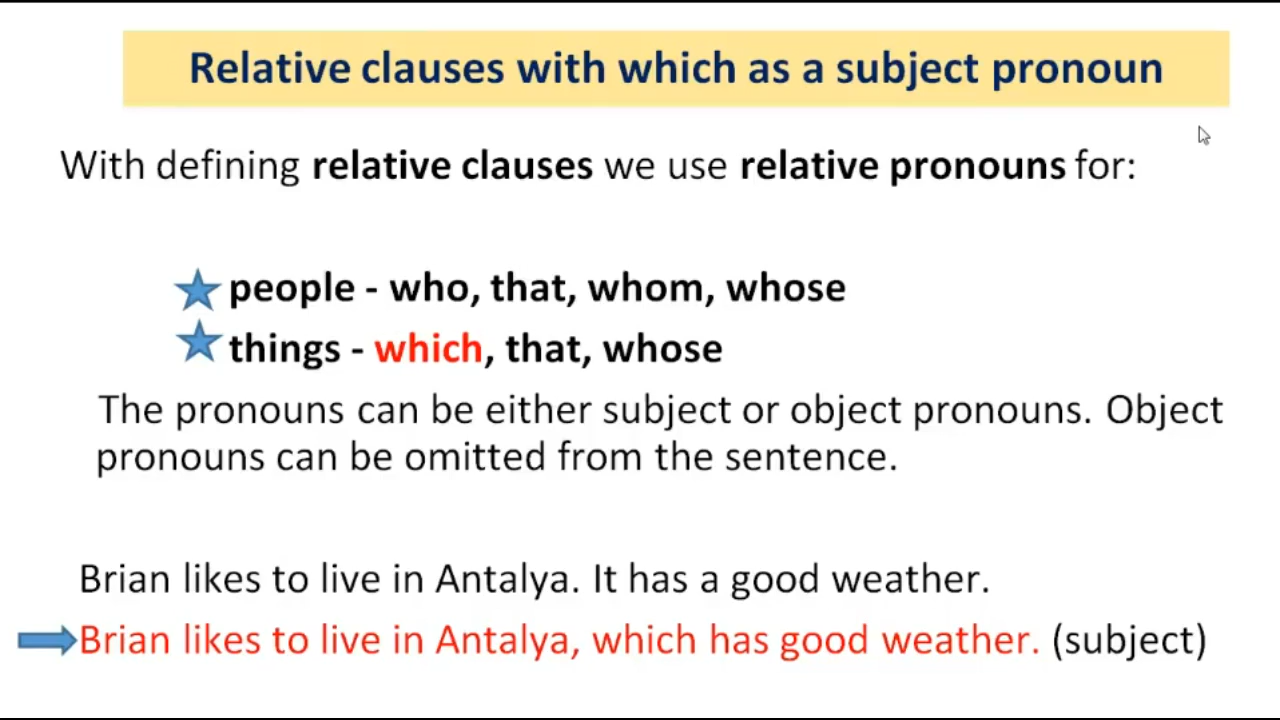 Relative clauses with which as a subject pronoun
With defining relative clauses we use relative pronouns for:
people - who, that, whom, whose
things - which, that, whose
The pronouns can be either subject or object pronouns. Object
pronouns can be omitted from the sentence.
Brian likes to live in Antalya. It has a good weather.
Brian likes to live in Antalya, which has good weather. (subject)